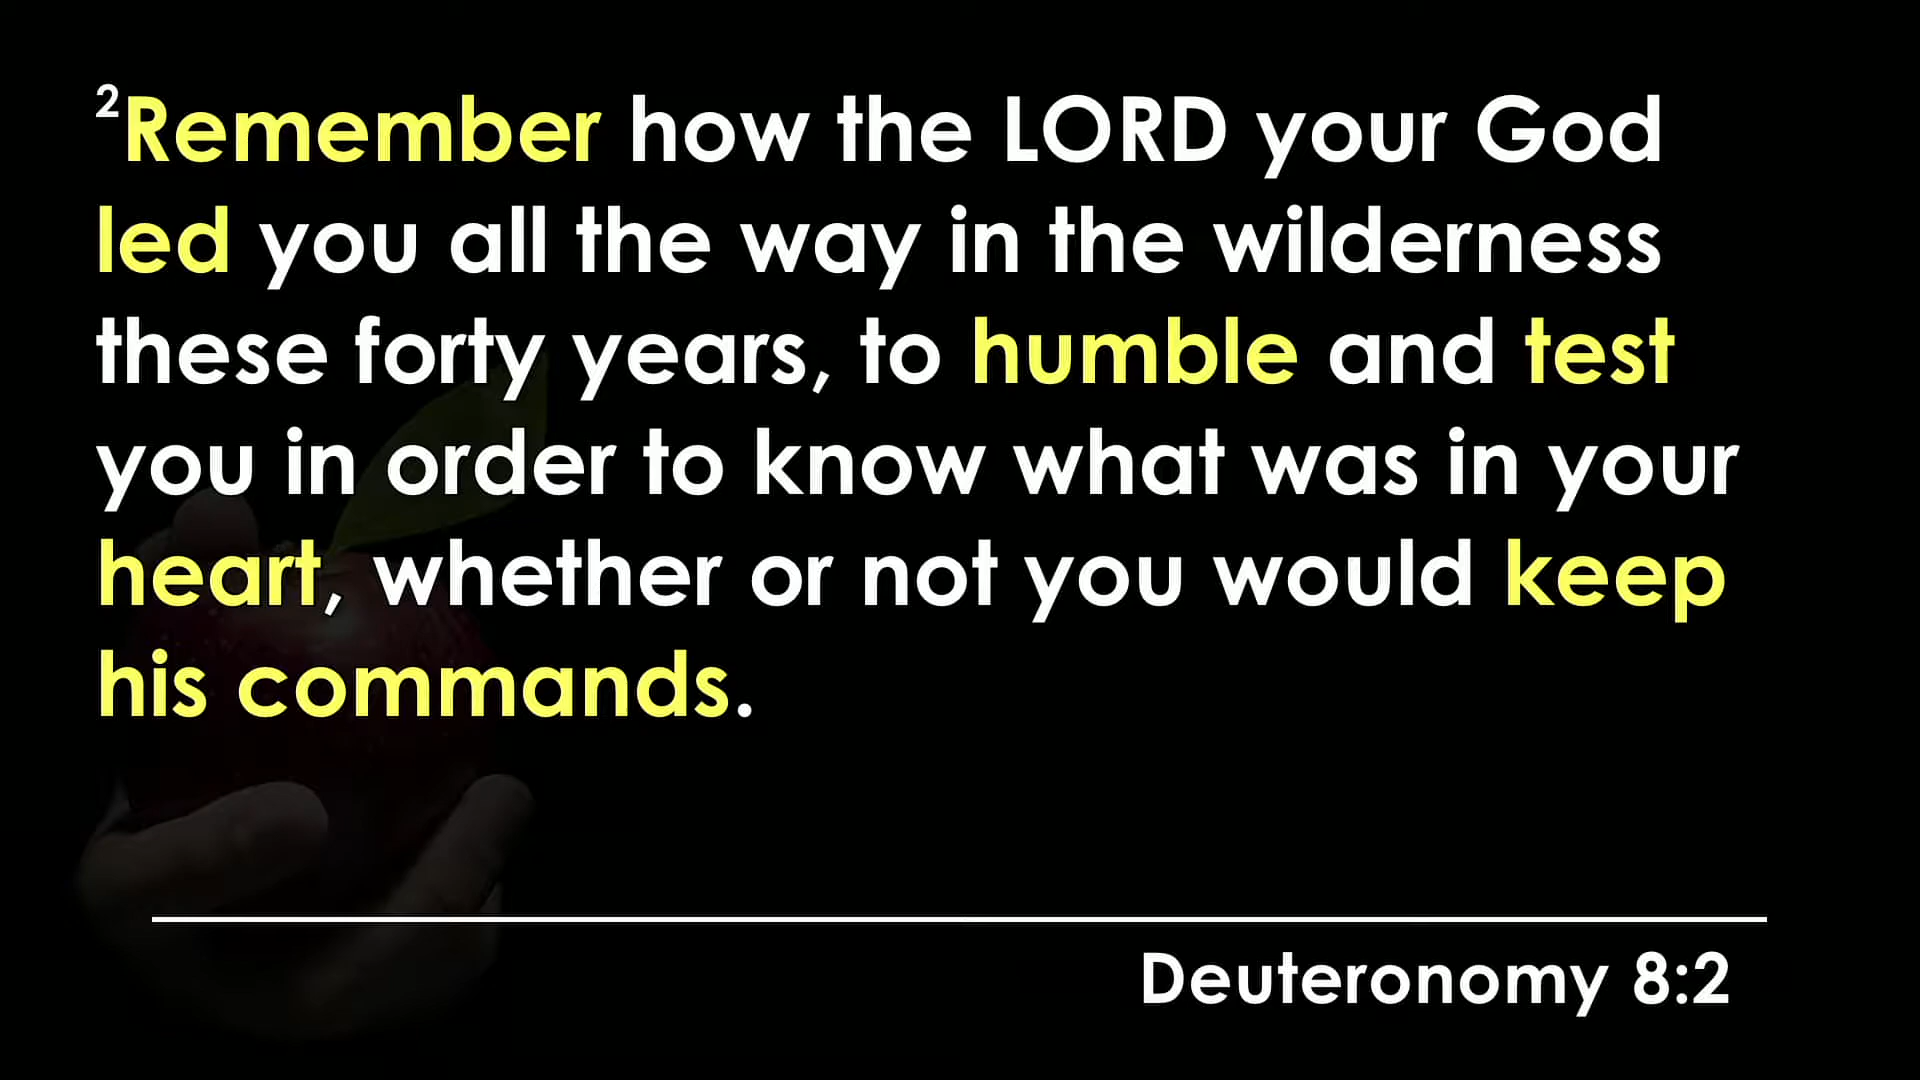 ²Remember how the LORD your God
led you all the way in the wilderness
these forty years, to humble and test
you in order to know what was in your
heart, whether or not you would keep
his commands.
Deuteronomy 8:2